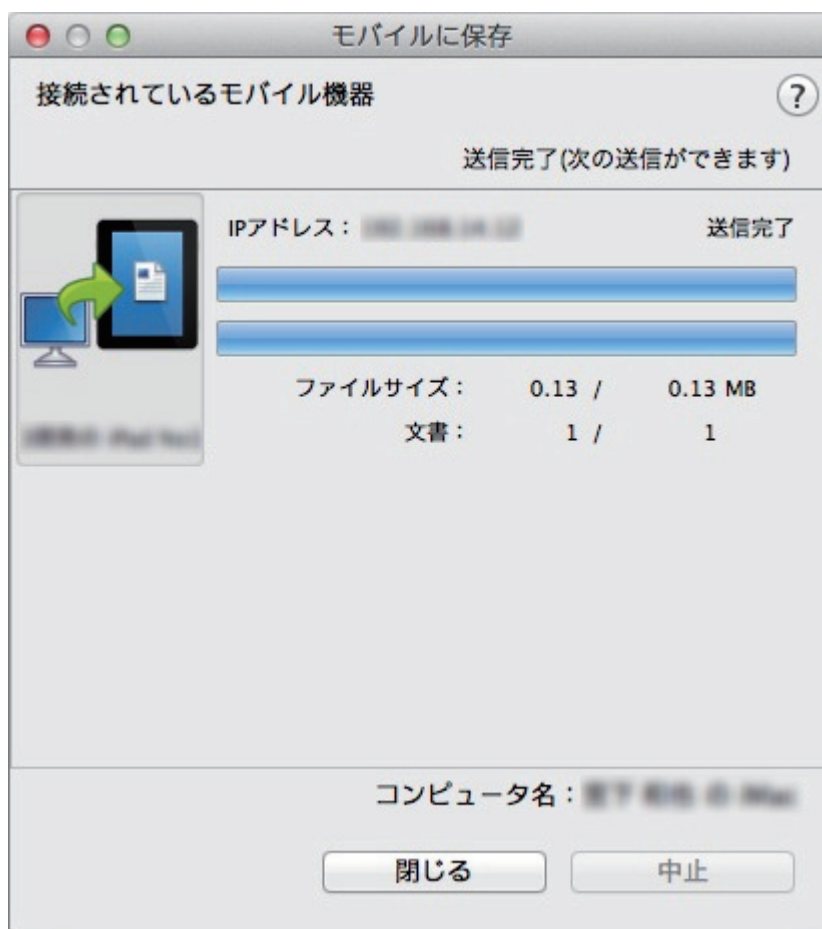 モバイルに保存
接続されているモバイル機器
?
送信完了(次の送信ができます)
IPアドレス： 送信完了
ファイルサイズ： 0.13 / 0.13 MB
文書： 1 / 1
コンピュータ名：
閉じる 中止